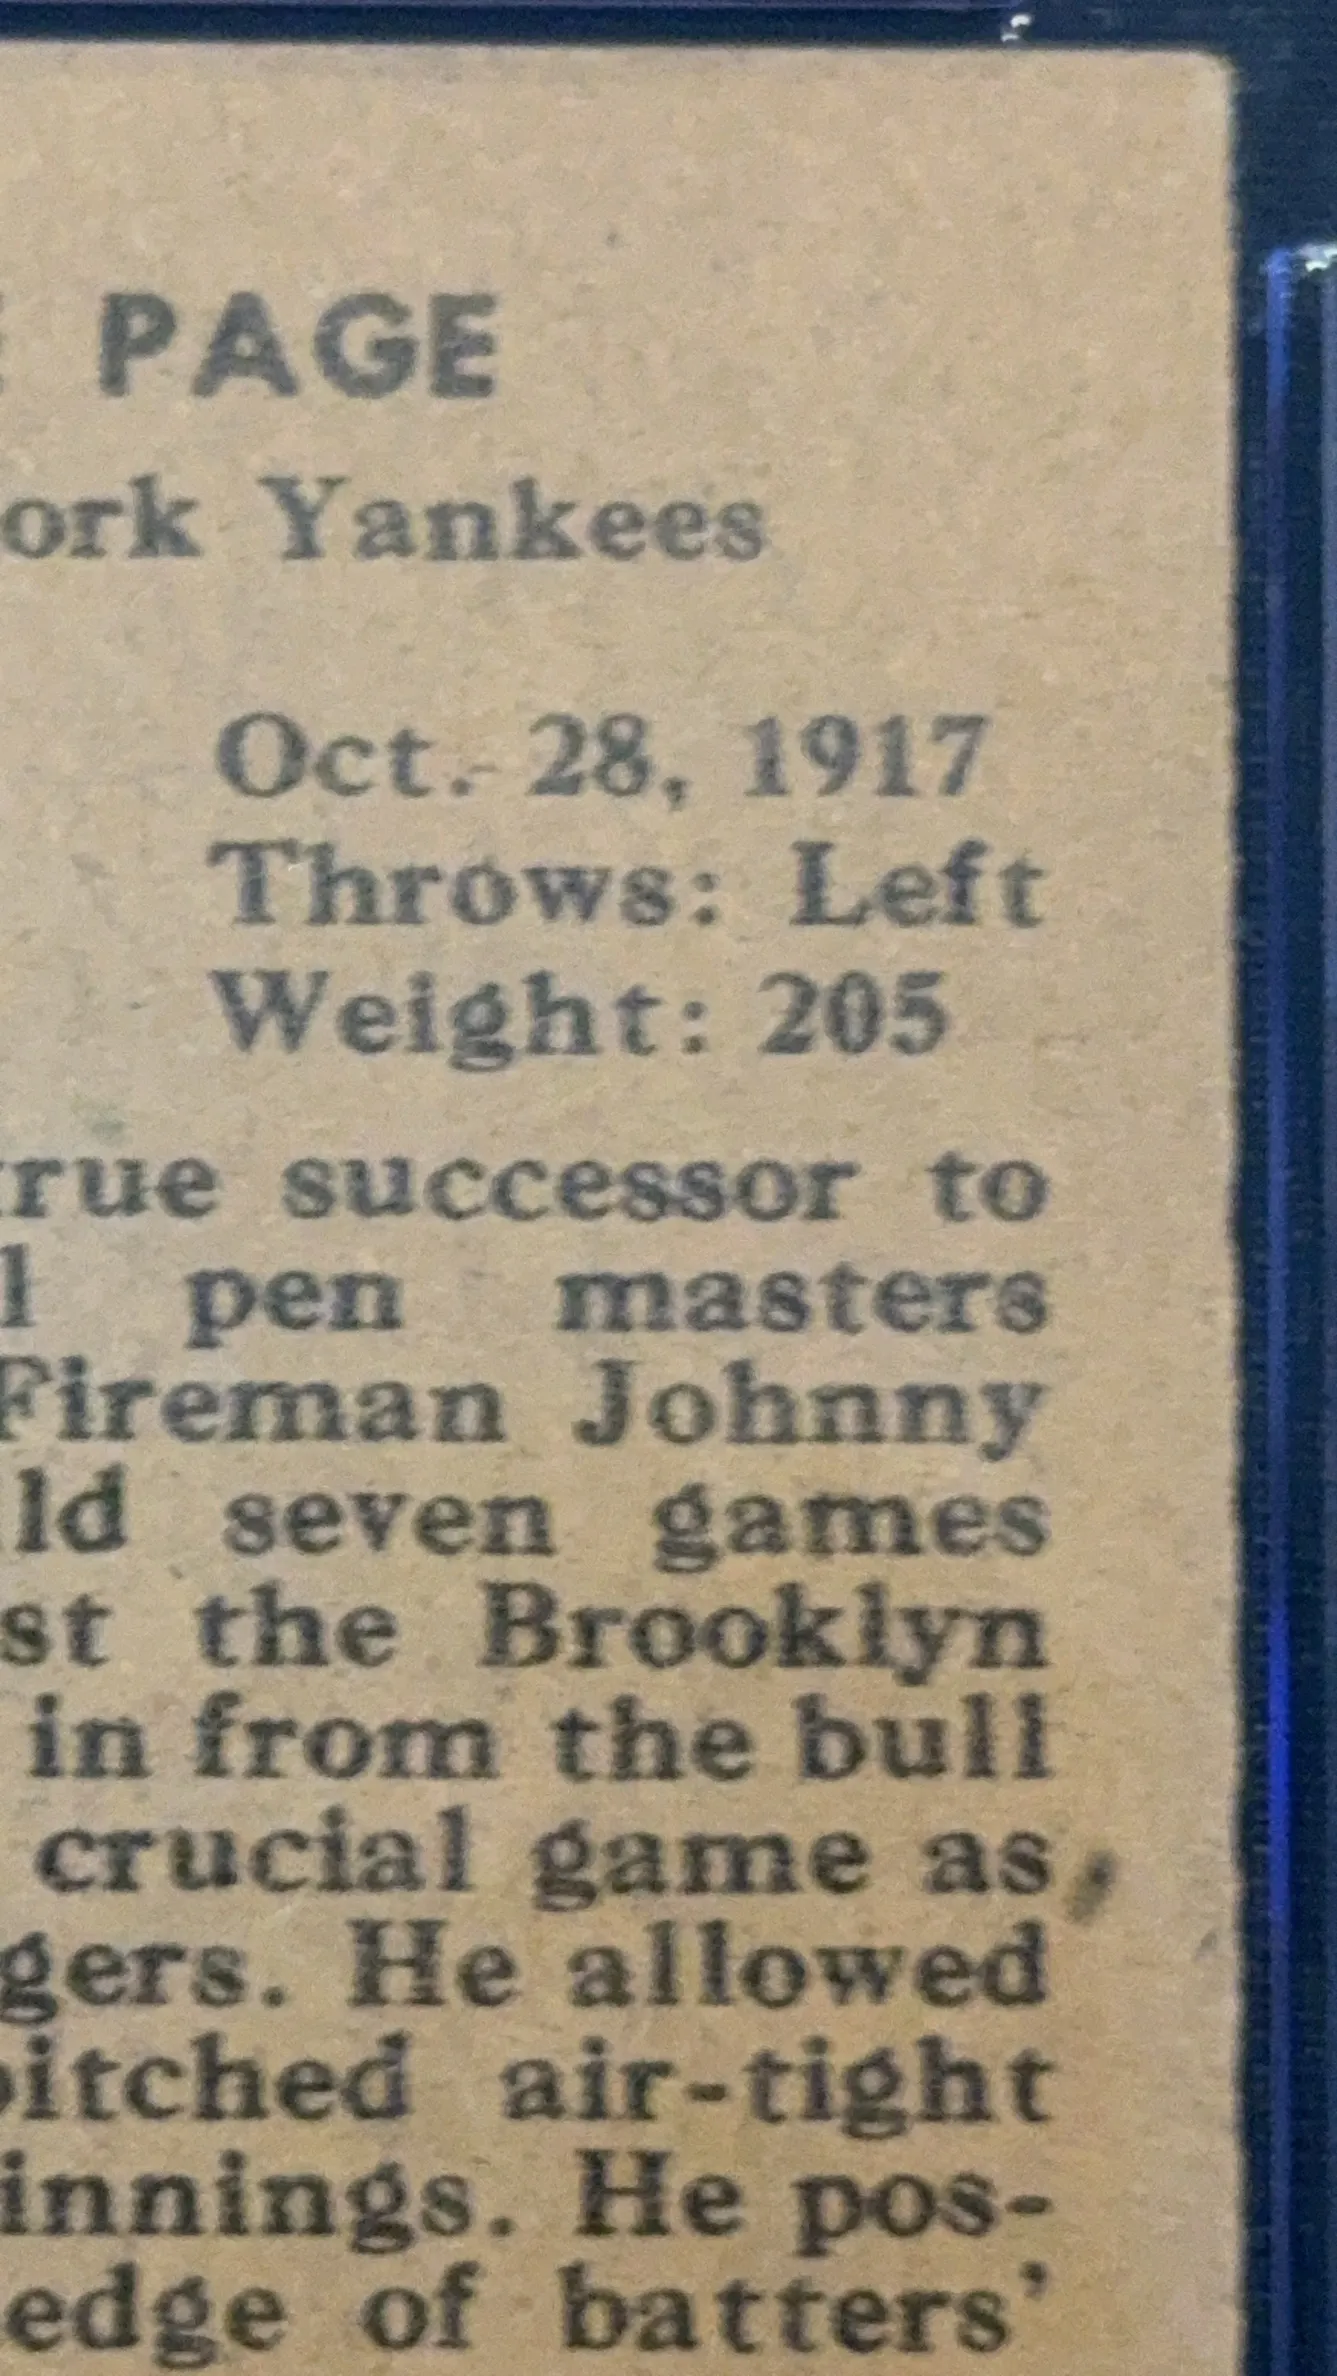 PAGE
ork Yankees
Oct. 28, 1917
Throws: Left
Weight: 205
rue successor to
l pen masters
Fireman Johnny
ld seven games
st the Brooklyn
in from the bull
crucial game as
gers. He allowed
pitched air-tight
innings. He pos-
edge of batters'